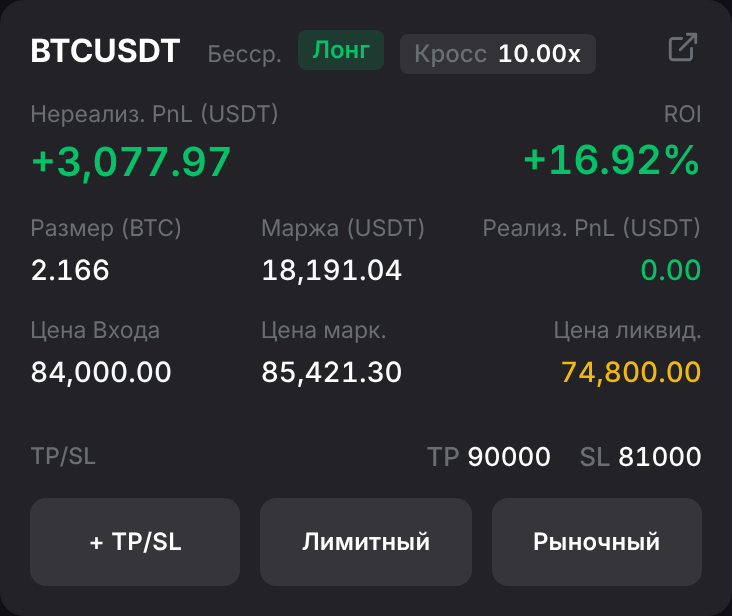 BTCUSDT Бесср. Лонг Кросс 10.00x
Нереализ. PnL (USDT) ROI
+3,077.97 +16.92%
Размер (BTC) Маржа (USDT) Реализ. PnL (USDT)
2.166 18,191.04 0.00
Цена Входа Цена марк. Цена ликвид.
84,000.00 85,421.30 74,800.00
TP/SL TP 90000 SL 81000
+ TP/SL Лимитный Рыночный